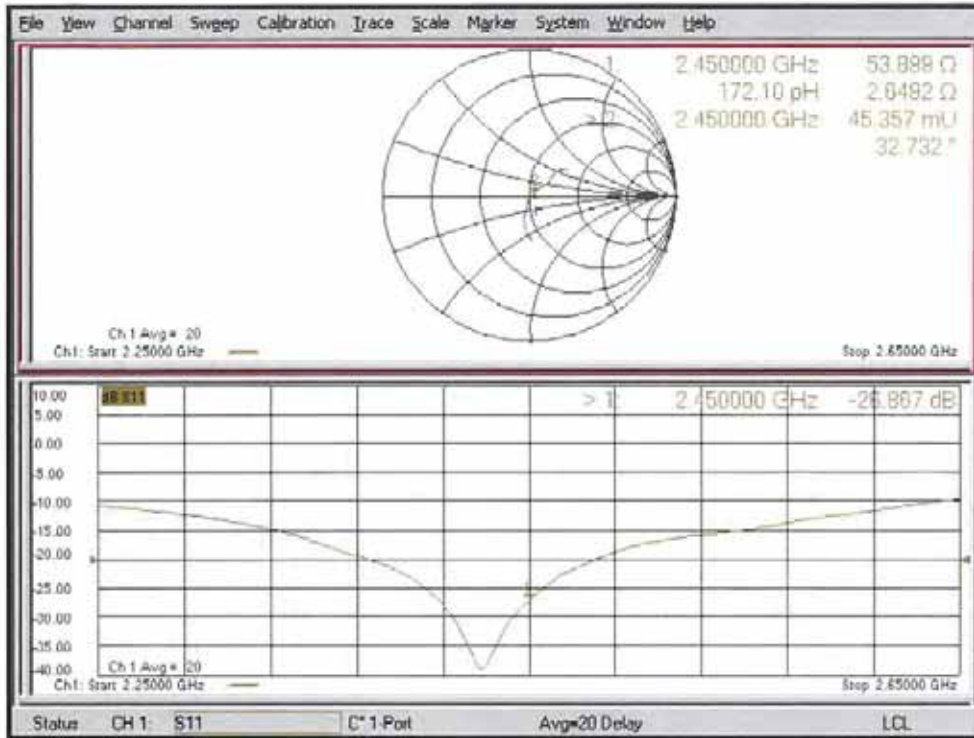 File View Channel Sweep Calibration Trace Scale Marker System Window Help
1: 2.450000 GHz 53.899 Ω
172.10 pH 2.6492 Ω
> 2: 2.450000 GHz 45.357 mU
32.732 °
Ch 1 Avg = 20
Ch1: Start 2.25000 GHz
Stop 2.65000 GHz
10.00
dB S11
> 1: 2.450000 GHz -26.867 dB
5.00
0.00
-5.00
-10.00
-15.00
-20.00
-25.00
-30.00
-35.00
-40.00
Ch 1 Avg = 20
Ch1: Start 2.25000 GHz
Stop 2.65000 GHz
Status CH 1: S11 C* 1-Port Avg=20 Delay LCL